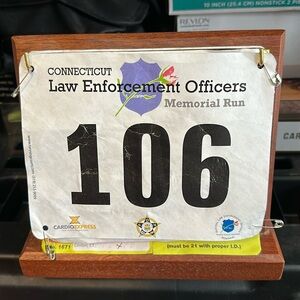 10 INCH (25.4 CM) NONSTICK 2 P
REVLON
CONNECTICUT
Law Enforcement Officers
Memorial Run
106
CARDIOEXPRESS
1671
(must be 21 with proper I.D.)